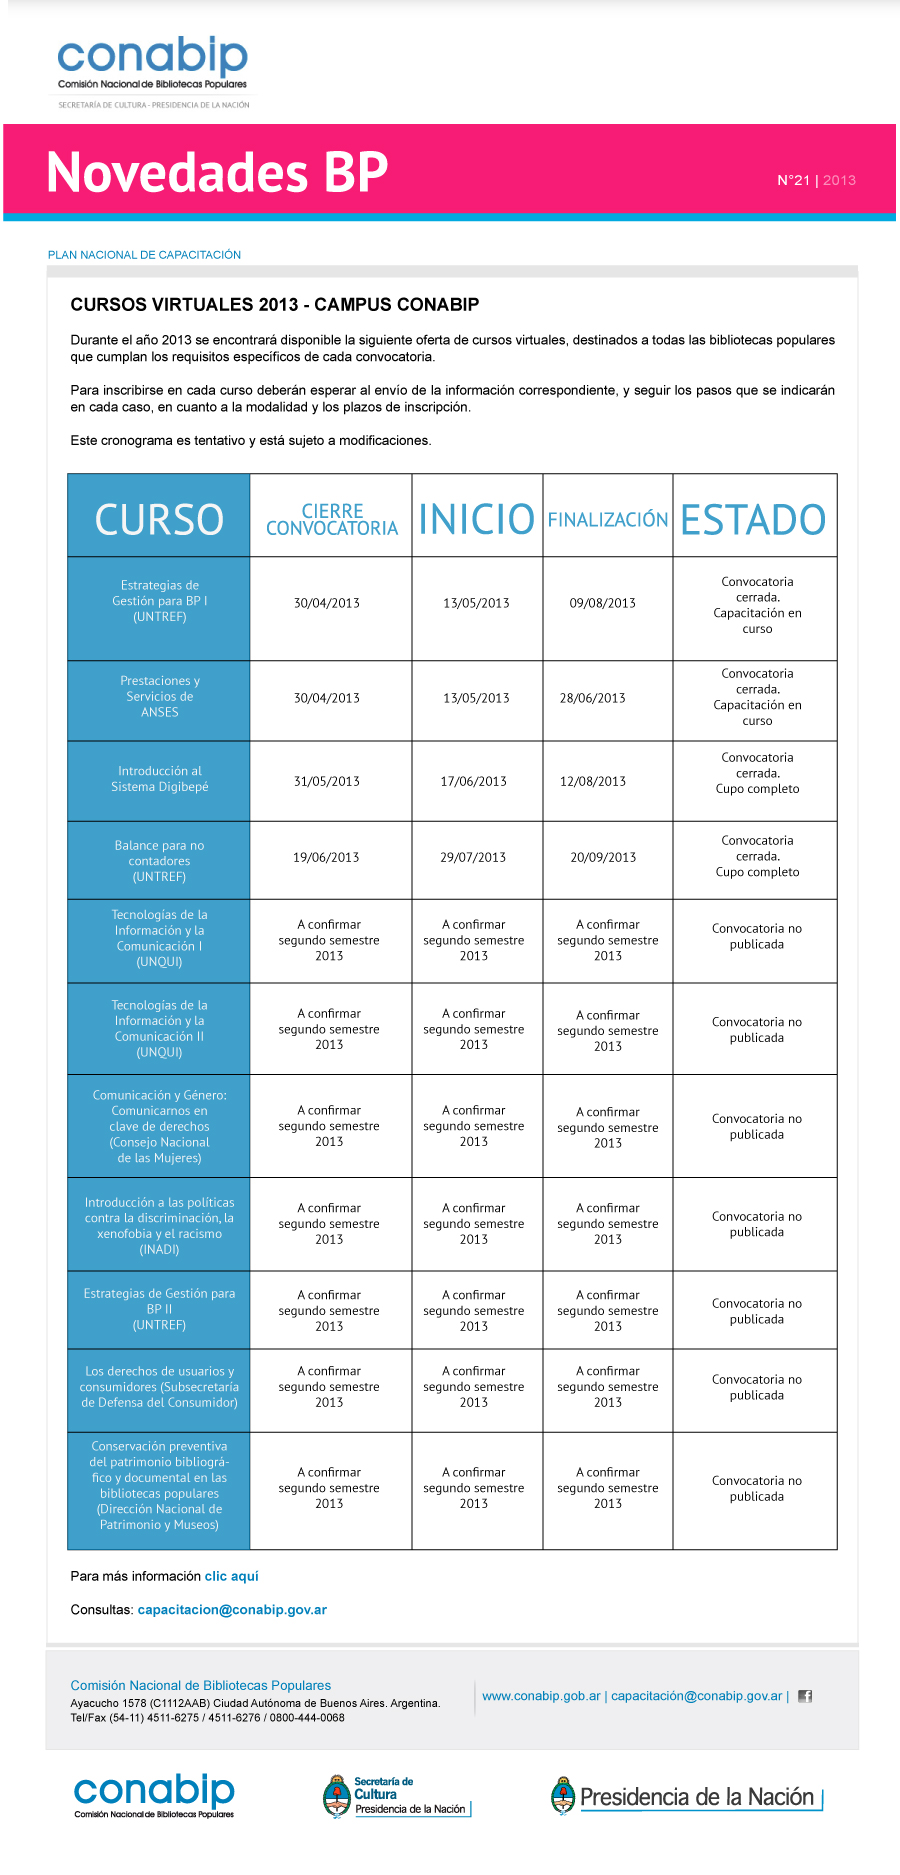 conabip
Comisión Nacional de Bibliotecas Populares
SECRETARÍA DE CULTURA - PRESIDENCIA DE LA NACIÓN
Novedades BP
N°21 | 2013
PLAN NACIONAL DE CAPACITACIÓN
CURSOS VIRTUALES 2013 - CAMPUS CONABIP
Durante el año 2013 se encontrará disponible la siguiente oferta de cursos virtuales, destinados a todas las bibliotecas populares
que cumplan los requisitos específicos de cada convocatoria.
Para inscribirse en cada curso deberán esperar al envío de la información correspondiente, y seguir los pasos que se indicarán
en cada caso, en cuanto a la modalidad y los plazos de inscripción.
Este cronograma es tentativo y está sujeto a modificaciones.
CURSO
CIERRE
CONVOCATORIA
INICIO
FINALIZACIÓN
ESTADO
Estrategias de
Gestión para BP I
(UNTREF)
30/04/2013
13/05/2013
09/08/2013
Convocatoria
cerrada.
Capacitación en
curso
Prestaciones y
Servicios de
ANSES
30/04/2013
13/05/2013
28/06/2013
Convocatoria
cerrada.
Capacitación en
curso
Introducción al
Sistema Digibepé
31/05/2013
17/06/2013
12/08/2013
Convocatoria
cerrada.
Cupo completo
Balance para no
contadores
(UNTREF)
19/06/2013
29/07/2013
20/09/2013
Convocatoria
cerrada.
Cupo completo
Tecnologías de la
Información y la
Comunicación I
(UNQUI)
A confirmar
segundo semestre
2013
A confirmar
segundo semestre
2013
A confirmar
segundo semestre
2013
Convocatoria no
publicada
Tecnologías de la
Información y la
Comunicación II
(UNQUI)
A confirmar
segundo semestre
2013
A confirmar
segundo semestre
2013
A confirmar
segundo semestre
2013
Convocatoria no
publicada
Comunicación y Género:
Comunicarnos en
clave de derechos
(Consejo Nacional
de las Mujeres)
A confirmar
segundo semestre
2013
A confirmar
segundo semestre
2013
A confirmar
segundo semestre
2013
Convocatoria no
publicada
Introducción a las políticas
contra la discriminación, la
xenofobia y el racismo
(INADI)
A confirmar
segundo semestre
2013
A confirmar
segundo semestre
2013
A confirmar
segundo semestre
2013
Convocatoria no
publicada
Estrategias de Gestión para
BP II
(UNTREF)
A confirmar
segundo semestre
2013
A confirmar
segundo semestre
2013
A confirmar
segundo semestre
2013
Convocatoria no
publicada
Los derechos de usuarios y
consumidores (Subsecretaria
de Defensa del Consumidor)
A confirmar
segundo semestre
2013
A confirmar
segundo semestre
2013
A confirmar
segundo semestre
2013
Convocatoria no
publicada
Conservación preventiva
del patrimonio bibliográ-
fico y documental en las
bibliotecas populares
(Dirección Nacional de
Patrimonio y Museos)
A confirmar
segundo semestre
2013
A confirmar
segundo semestre
2013
A confirmar
segundo semestre
2013
Convocatoria no
publicada
Para más información clic aquí
Consultas: capacitacion@conabip.gov.ar
Comisión Nacional de Bibliotecas Populares
Ayacucho 1578 (C1112AAB) Ciudad Autónoma de Buenos Aires. Argentina.
Tel/Fax (54-11) 4511-6275 / 4511-6276 / 0800-444-0068
www.conabip.gob.ar | capacitación@conabip.gov.ar | f
conabip
Comisión Nacional de Bibliotecas Populares
Secretaría de
Cultura
Presidencia de la Nación
Presidencia de la Nación